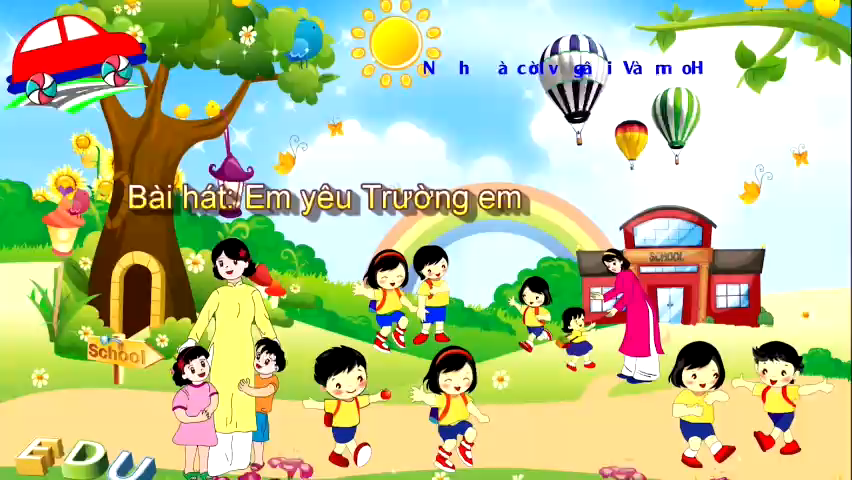 Bài hát: Em yêu Trường em
SCHOOL
School
EDU